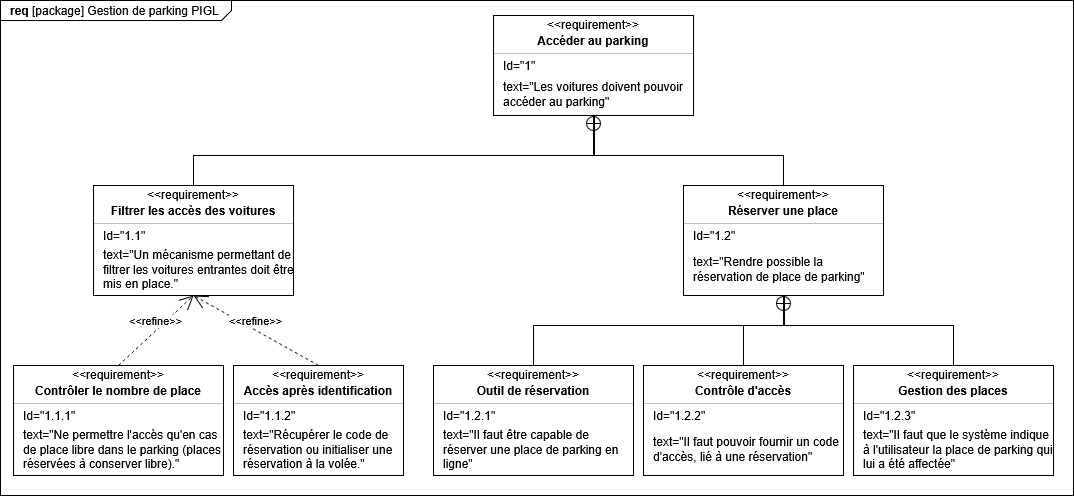 req [package] Gestion de parking PIGL
<<requirement>>
Accéder au parking
Id="1"
text="Les voitures doivent pouvoir
accéder au parking"
<<requirement>>
Filtrer les accès des voitures
Id="1.1"
text="Un mécanisme permettant de
filtrer les voitures entrantes doit être
mis en place."
<<requirement>>
Réserver une place
Id="1.2"
text="Rendre possible la
réservation de place de parking"
<<refine>>
<<refine>>
<<requirement>>
Contrôler le nombre de place
Id="1.1.1"
text="Ne permettre l'accès qu'en cas
de place libre dans le parking (places
réservées à conserver libre)."
<<requirement>>
Accès après identification
Id="1.1.2"
text="Récupérer le code de
réservation ou initialiser une
réservation à la volée."
<<requirement>>
Outil de réservation
Id="1.2.1"
text="Il faut être capable de
réserver une place de parking en
ligne"
<<requirement>>
Contrôle d'accès
Id="1.2.2"
text="Il faut pouvoir fournir un code
d'accès, lié à une réservation"
<<requirement>>
Gestion des places
Id="1.2.3"
text="Il faut que le système indique
à l'utilisateur la place de parking qui
lui a été affectée"